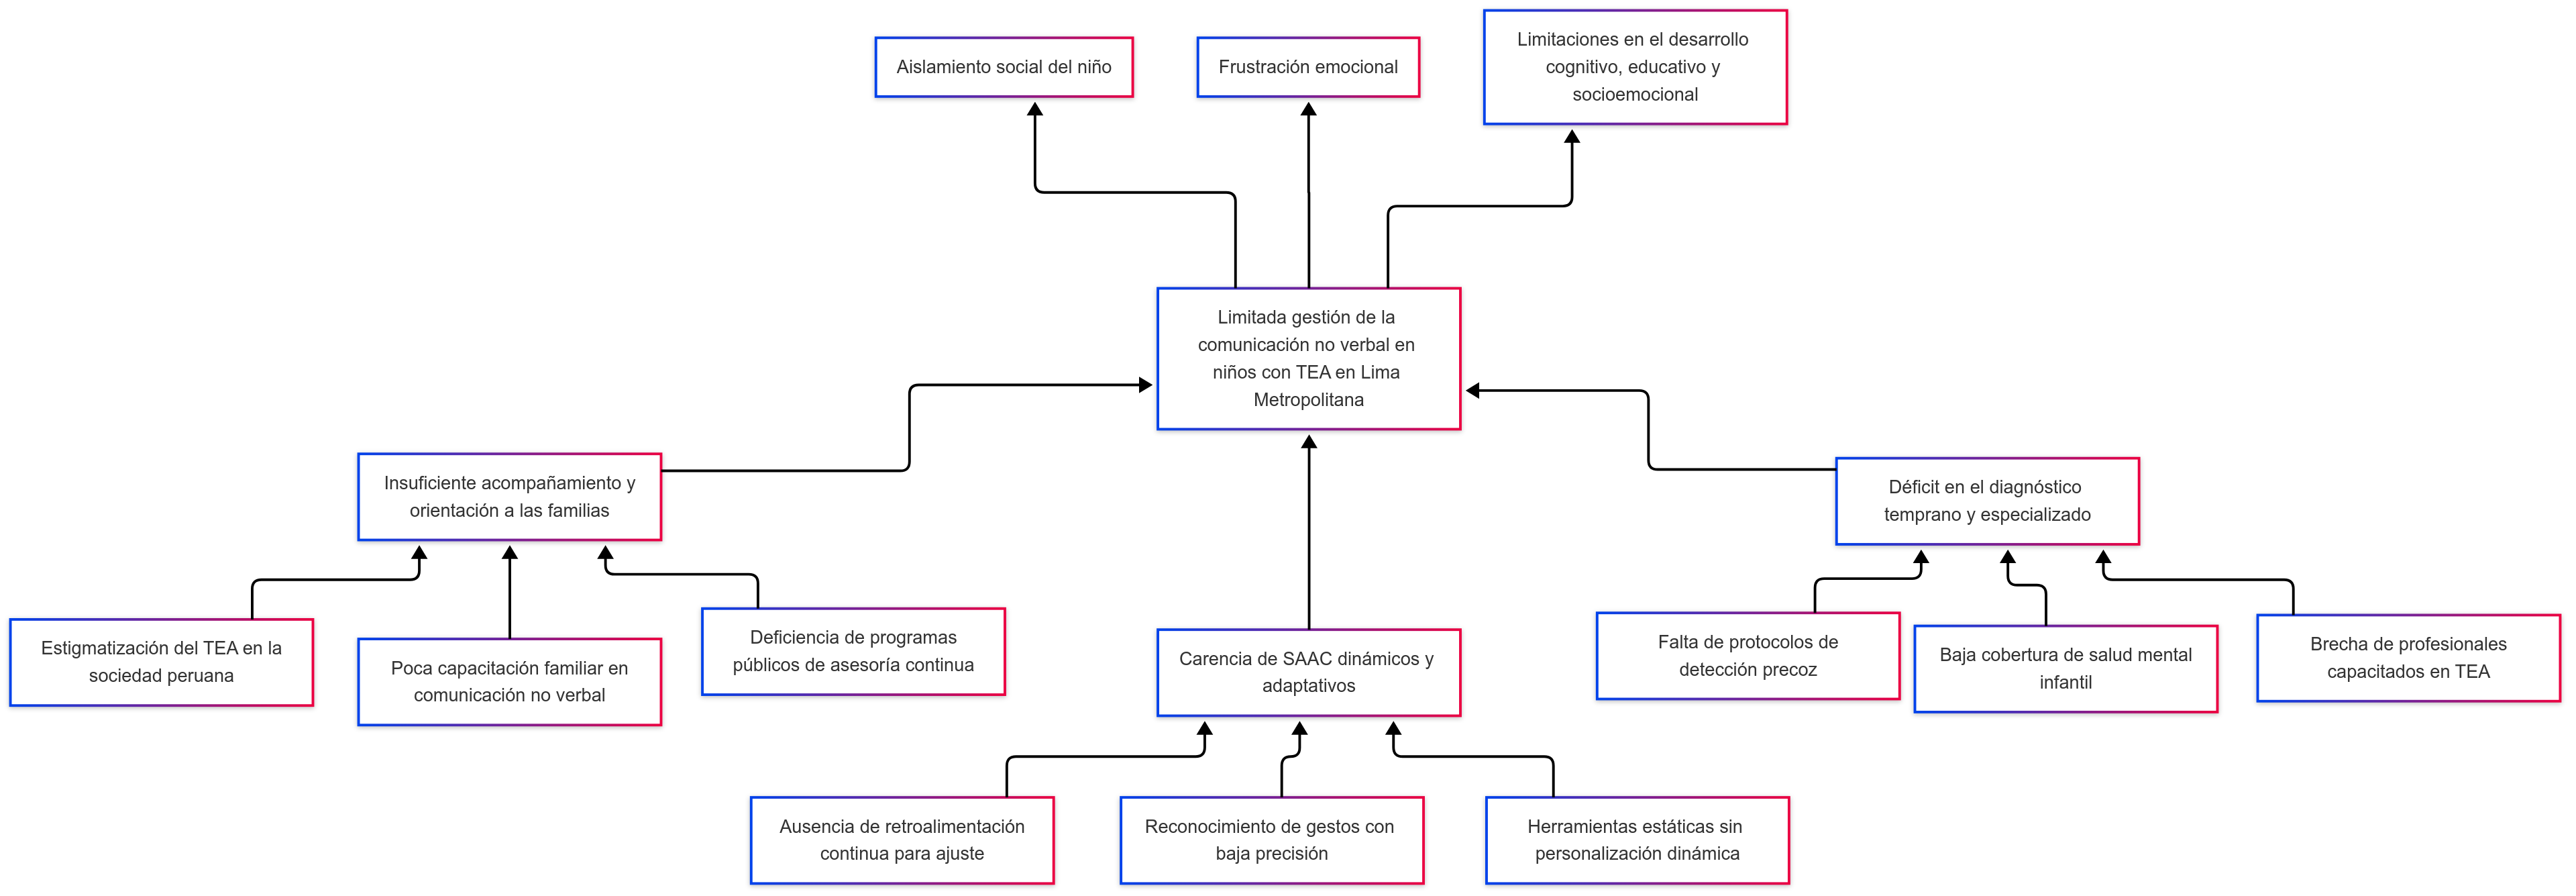 Aislamiento social del niño
Frustración emocional
Limitaciones en el desarrollo
cognitivo, educativo y
socioemocional
Limitada gestión de la
comunicación no verbal en
niños con TEA en Lima
Metropolitana
Insuficiente acompañamiento y
orientación a las familias
Déficit en el diagnóstico
temprano y especializado
Estigmatización del TEA en la
sociedad peruana
Poca capacitación familiar en
comunicación no verbal
Deficiencia de programas
públicos de asesoría continua
Carencia de SAAC dinámicos y
adaptativos
Falta de protocolos de
detección precoz
Baja cobertura de salud mental
infantil
Brecha de profesionales
capacitados en TEA
Ausencia de retroalimentación
continua para ajuste
Reconocimiento de gestos con
baja precisión
Herramientas estáticas sin
personalización dinámica